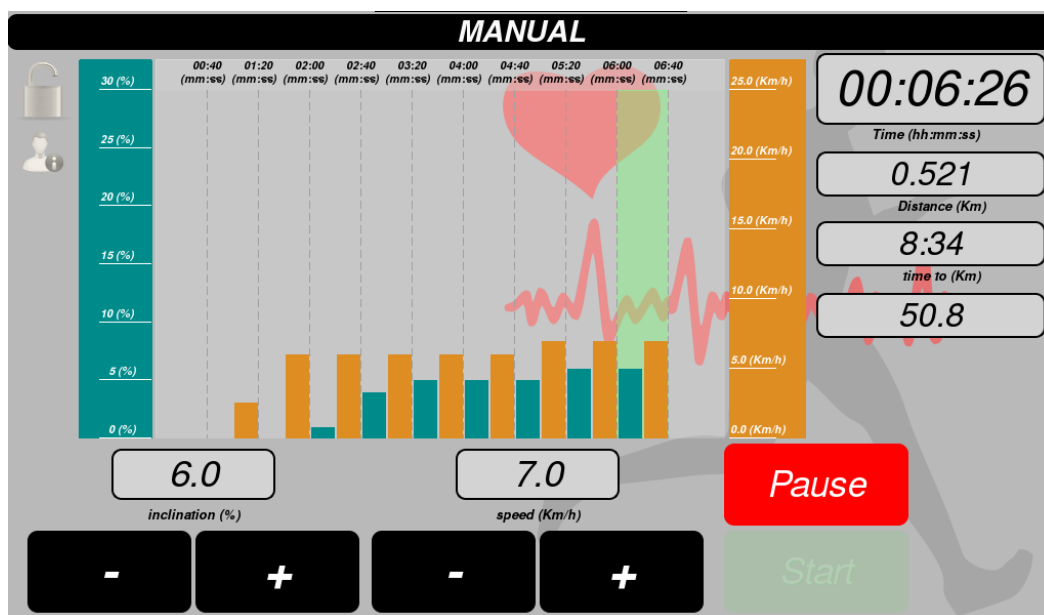 MANUAL
00:40 01:20 02:00 02:40 03:20 04:00 04:40 05:20 06:00 06:40
(mm:ss) (mm:ss) (mm:ss) (mm:ss) (mm:ss) (mm:ss) (mm:ss) (mm:ss) (mm:ss) (mm:ss)
30 (%)
25 (%)
20 (%)
15 (%)
10 (%)
5 (%)
0 (%)
25.0 (Km/h)
20.0 (Km/h)
15.0 (Km/h)
10.0 (Km/h)
5.0 (Km/h)
0.0 (Km/h)
00:06:26
Time (hh:mm:ss)
0.521
Distance (Km)
8:34
time to (Km)
50.8
6.0
inclination (%)
7.0
speed (Km/h)
Pause
- + - +
Start